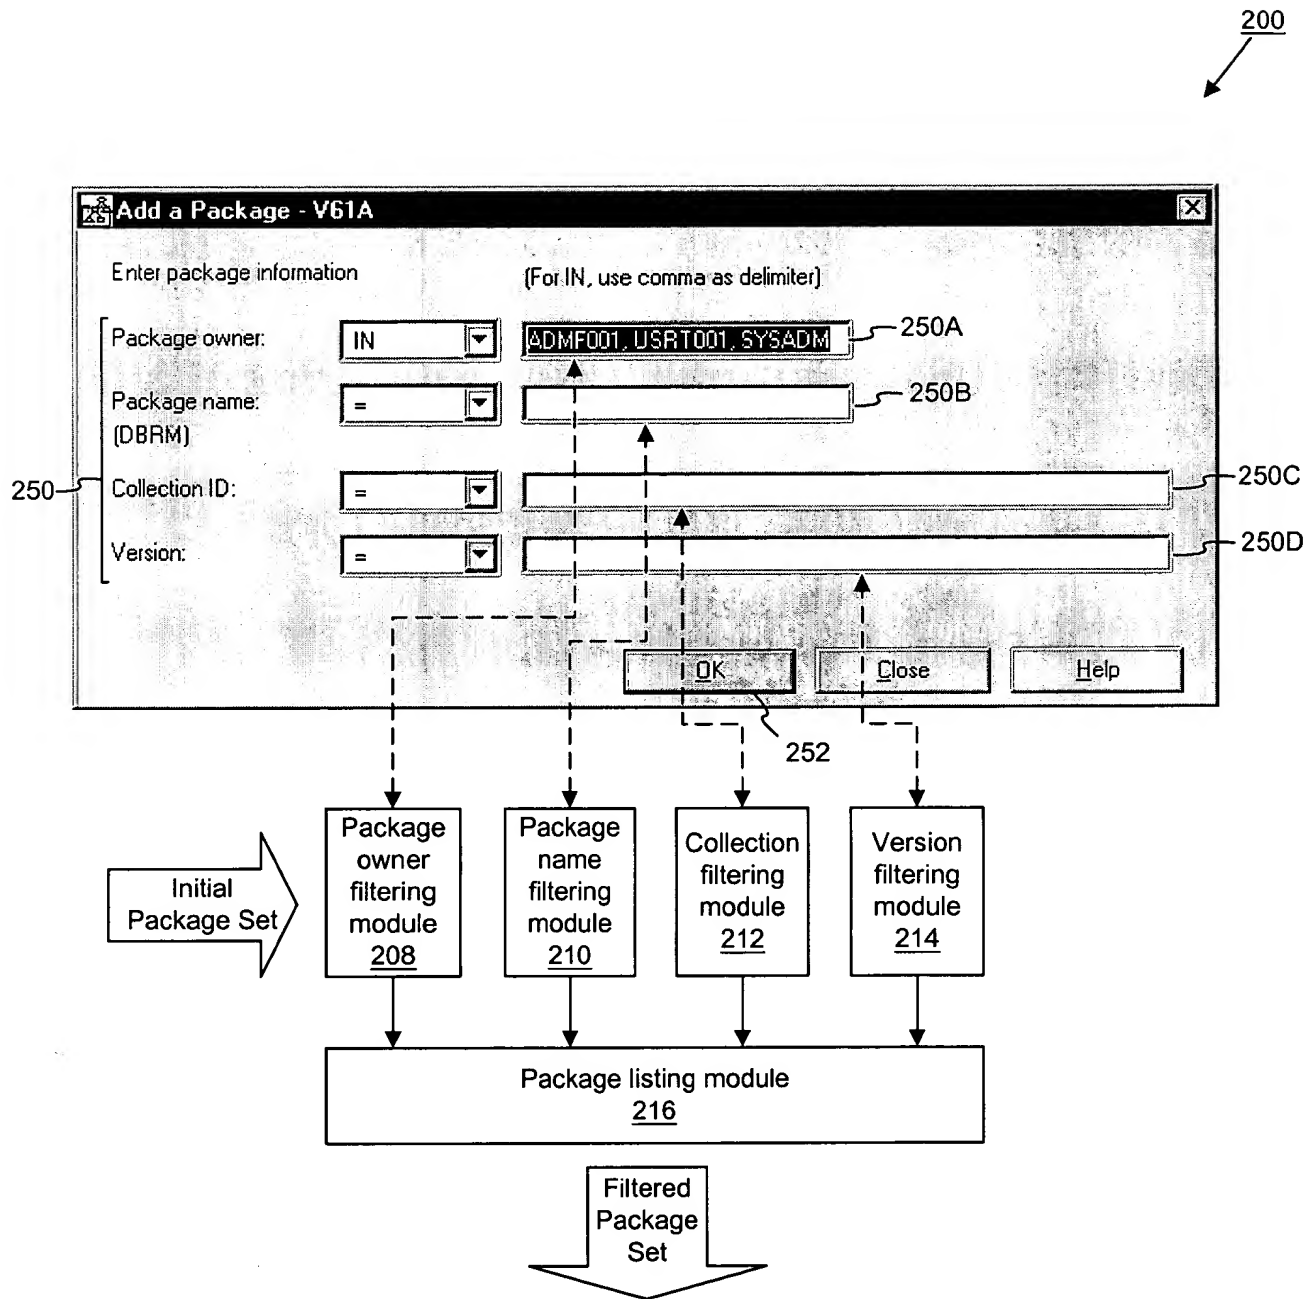 200
Add a Package - V61A
Enter package information
(For IN, use comma as delimiter)
Package owner:
IN
ADMF001, USRT001, SYSADM
250A
Package name:
(DBRM)
=
250B
250
Collection ID:
=
250C
Version:
=
250D
OK
Close
Help
252
Initial
Package Set
Package
owner
filtering
module
208
Package
name
filtering
module
210
Collection
filtering
module
212
Version
filtering
module
214
Package listing module
216
Filtered
Package
Set